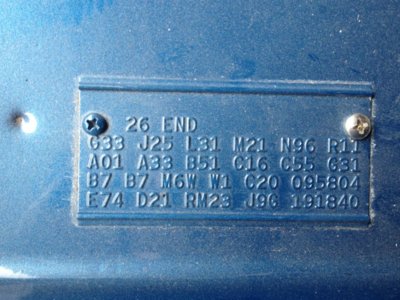 26 END
G33 J25 L31 M21 N96 R11
A01 A33 B51 C16 C55 G31
B7 B7 M6W W1 C20 095804
E74 D21 RM23 J9G 191840